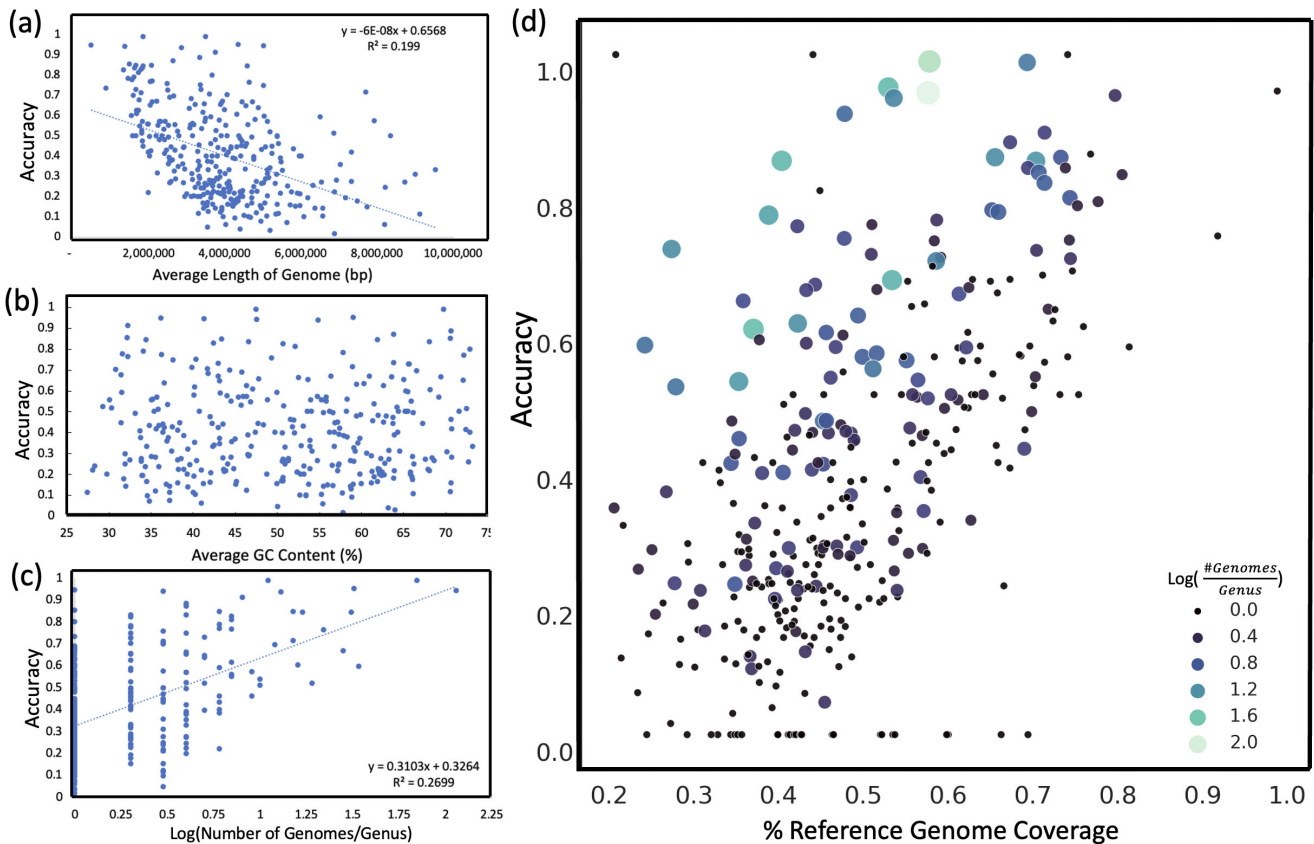 (a)
y = -6E-08x + 0.6568
R² = 0.199
1
0.9
0.8
0.7
0.6
0.5
0.4
0.3
0.2
0.1
0
Accuracy
- 2,000,000 4,000,000 6,000,000 8,000,000 10,000,000
Average Length of Genome (bp)
(b)
1
0.9
0.8
0.7
0.6
0.5
0.4
0.3
0.2
0.1
0
Accuracy
25 30 35 40 45 50 55 60 65 70 75
Average GC Content (%)
(c)
1
0.9
0.8
0.7
0.6
0.5
0.4
0.3
0.2
0.1
0
Accuracy
y = 0.3103x + 0.3264
R² = 0.2699
0 0.25 0.5 0.75 1 1.25 1.5 1.75 2 2.25
Log(Number of Genomes/Genus)
(d)
1.0
0.8
0.6
0.4
0.2
0.0
Accuracy
Log(#Genomes/Genus)
0.0
0.4
0.8
1.2
1.6
2.0
0.2 0.3 0.4 0.5 0.6 0.7 0.8 0.9 1.0
% Reference Genome Coverage